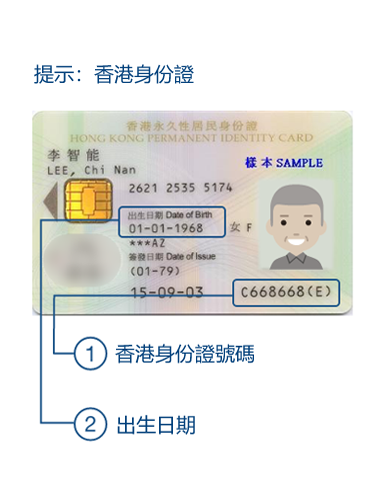 提示：香港身份證
香港永久性居民身份證
HONG KONG PERMANENT IDENTITY CARD
李智能
LEE, Chi Nan
樣本 SAMPLE
2621 2535 5174
出生日期 Date of Birth
01-01-1968 女 F
***AZ
簽發日期 Date of Issue
(01-79)
15-09-03 C668668(E)
1 香港身份證號碼
2 出生日期